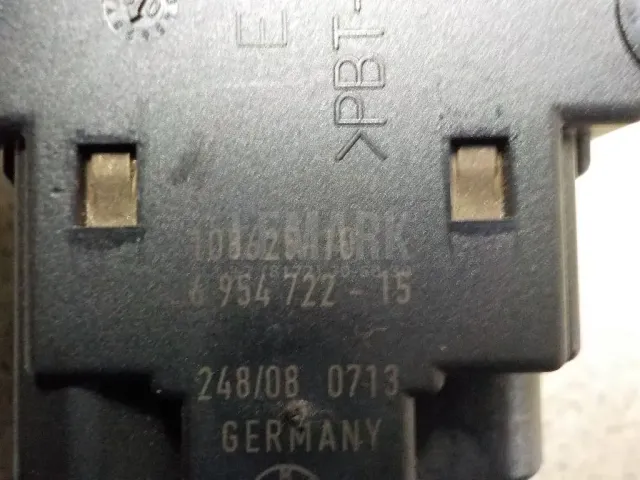 E
>PBT-
6 954 722 - 15
248/08 0713
GERMANY